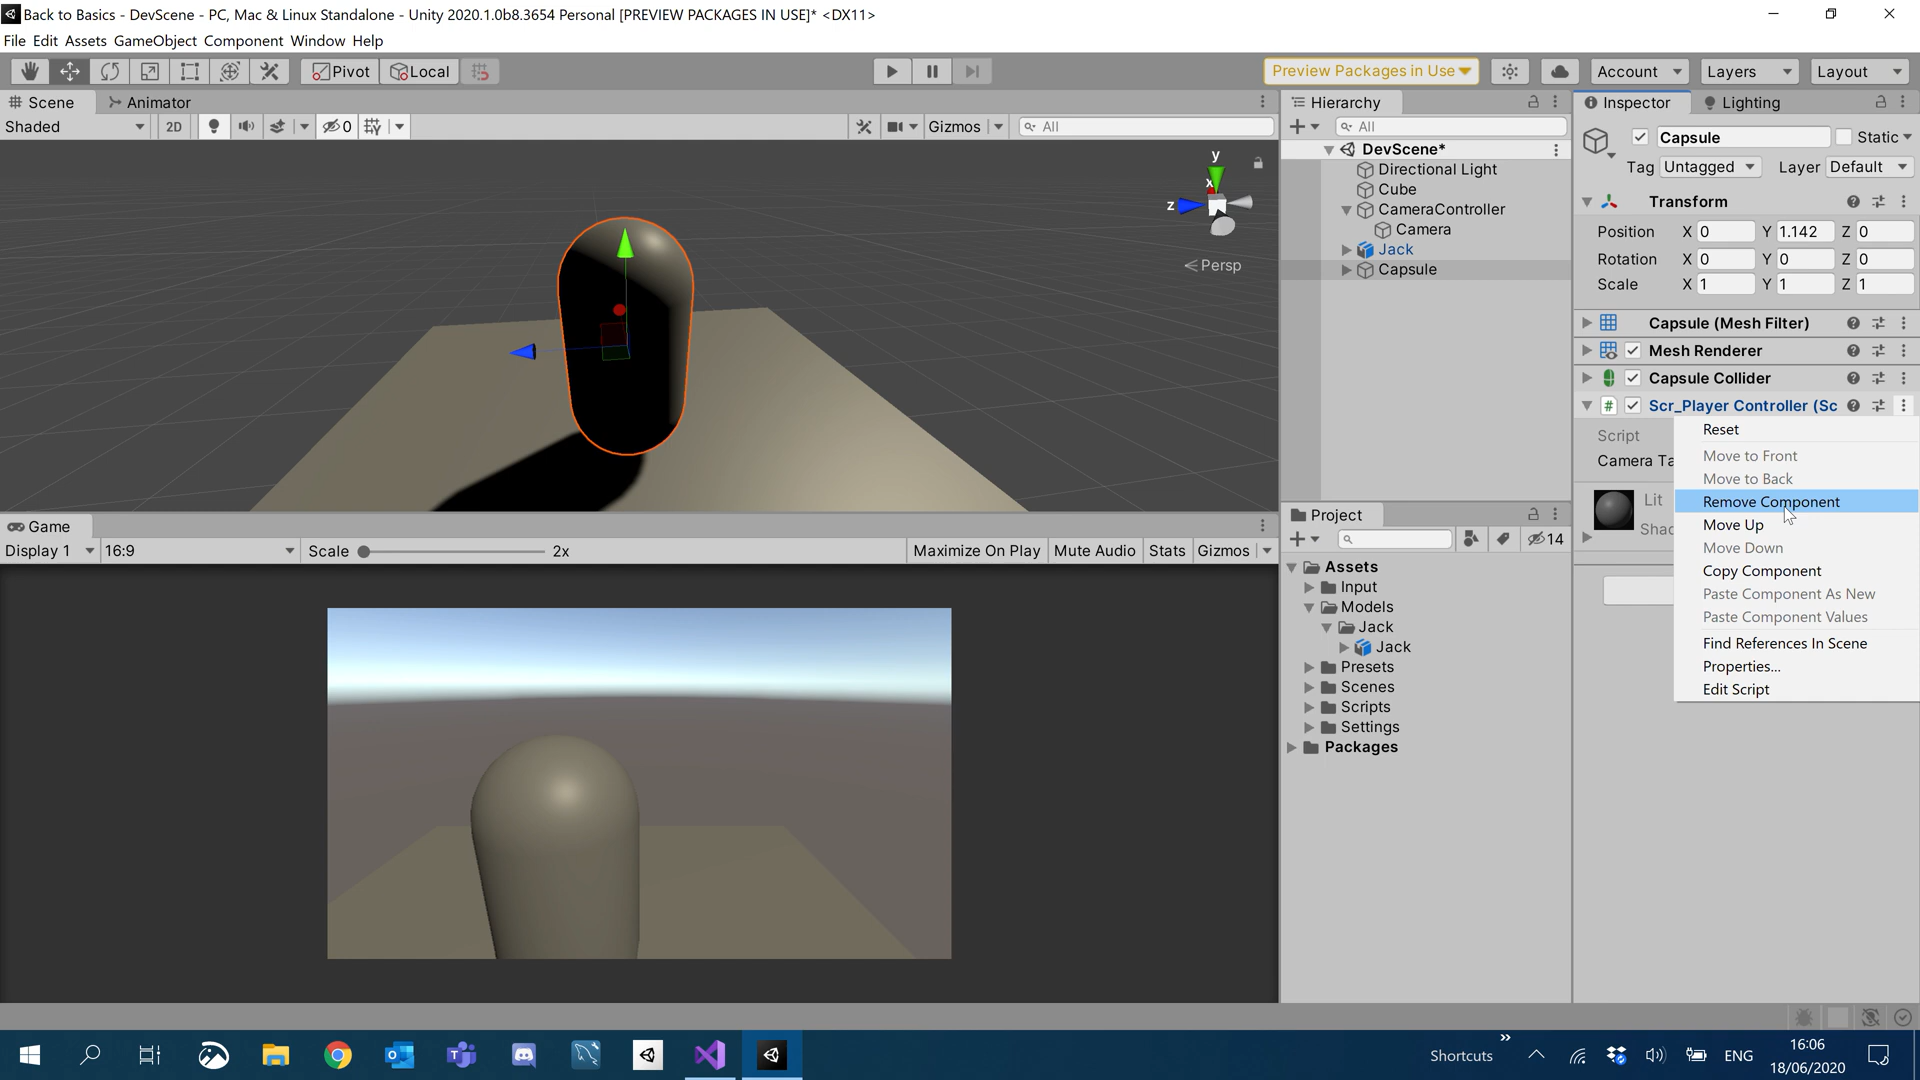 Back to Basics - DevScene - PC, Mac & Linux Standalone - Unity 2020.1.0b8.3654 Personal [PREVIEW PACKAGES IN USE]* <DX11>
File Edit Assets GameObject Component Window Help
Pivot Local Preview Packages in Use Account Layers Layout
Scene Animator
Shaded 2D 0 Gizmos All
y
x
z
Persp
Hierarchy
All
DevScene*
Directional Light
Cube
CameraController
Camera
Jack
Capsule
Inspector Lighting
Capsule Static
Tag Untagged Layer Default
Transform
Position X 0 Y 1.142 Z 0
Rotation X 0 Y 0 Z 0
Scale X 1 Y 1 Z 1
Capsule (Mesh Filter)
Mesh Renderer
Capsule Collider
# Scr_Player Controller (Sc
Script
Camera Ta
Lit
Shac
Reset
Move to Front
Move to Back
Remove Component
Move Up
Move Down
Copy Component
Paste Component As New
Paste Component Values
Find References In Scene
Properties...
Edit Script
Game
Display 1 16:9 Scale 2x Maximize On Play Mute Audio Stats Gizmos
Project
14
Assets
Input
Models
Jack
Jack
Presets
Scenes
Scripts
Settings
Packages
Shortcuts » ENG
16:06
18/06/2020